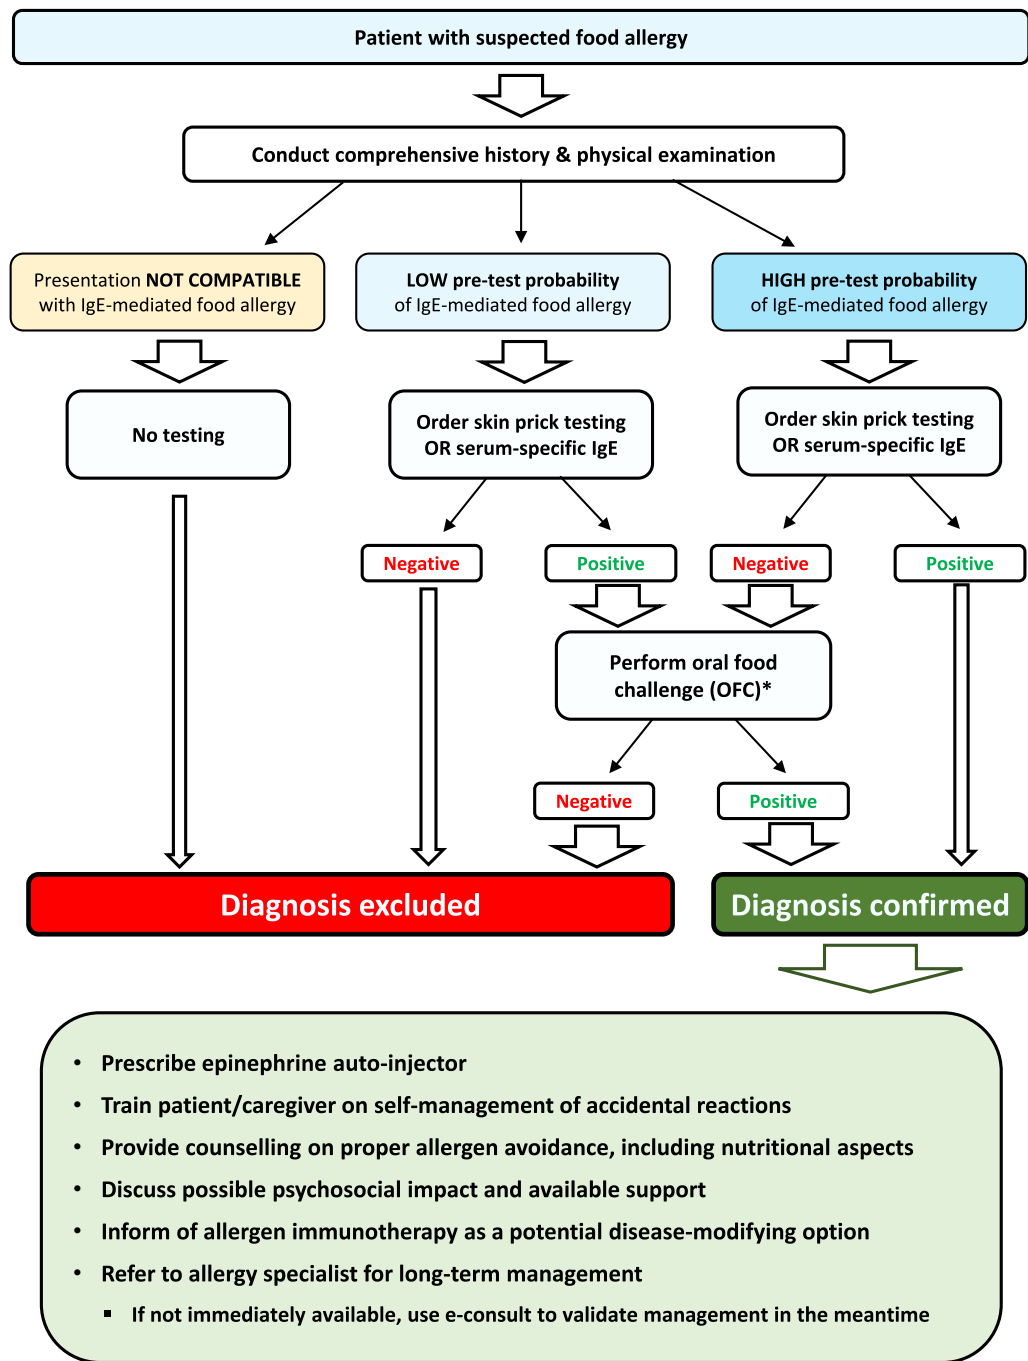 Patient with suspected food allergy
Conduct comprehensive history & physical examination
Presentation NOT COMPATIBLE
with IgE-mediated food allergy
LOW pre-test probability
of IgE-mediated food allergy
HIGH pre-test probability
of IgE-mediated food allergy
No testing
Order skin prick testing
OR serum-specific IgE
Order skin prick testing
OR serum-specific IgE
Negative
Positive
Negative
Positive
Perform oral food
challenge (OFC)*
Negative
Positive
Diagnosis excluded
Diagnosis confirmed
• Prescribe epinephrine auto-injector
• Train patient/caregiver on self-management of accidental reactions
• Provide counselling on proper allergen avoidance, including nutritional aspects
• Discuss possible psychosocial impact and available support
• Inform of allergen immunotherapy as a potential disease-modifying option
• Refer to allergy specialist for long-term management
▪ If not immediately available, use e-consult to validate management in the meantime